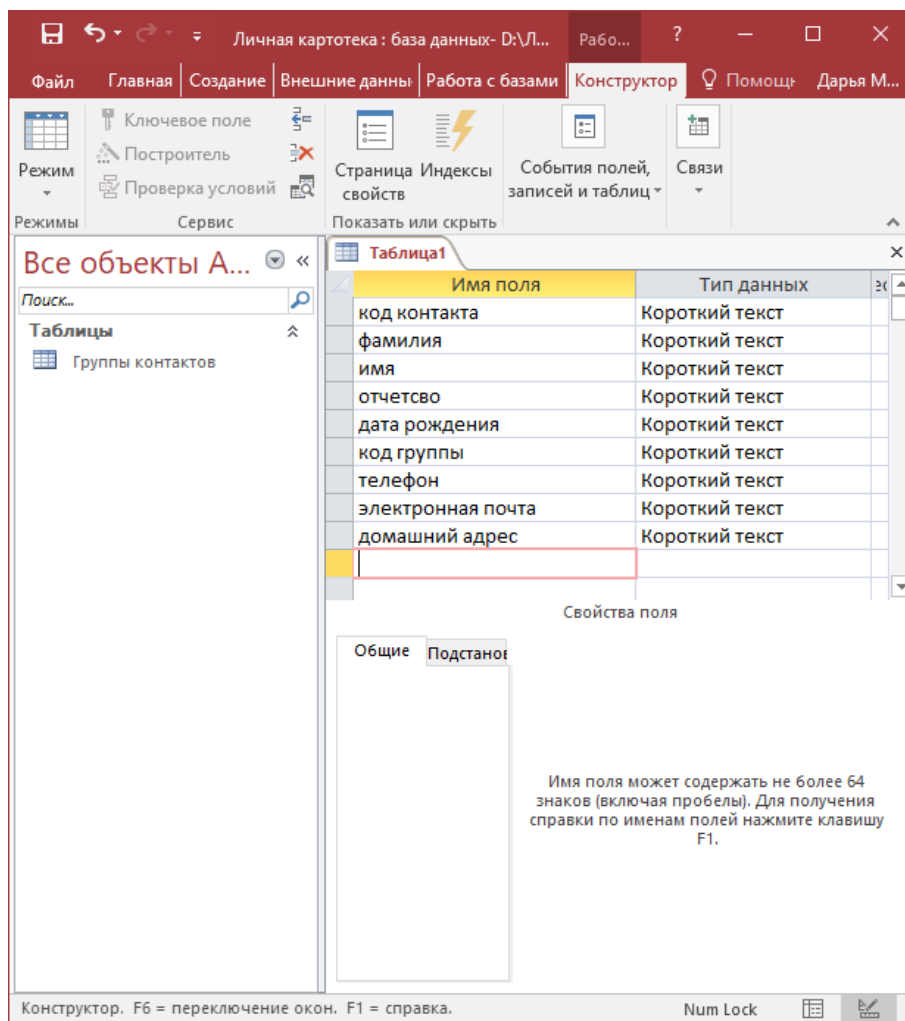 Личная картотека : база данных- D:\Л... Рабо... ?
Файл Главная Создание Внешние данны Работа с базами Конструктор Помощь Дарья М...
Режим
Режимы
Ключевое поле
Построитель
Проверка условий
Сервис
Страница свойств
Индексы
Показать или скрыть
События полей,
записей и таблиц
Связи
Все объекты A... «
Поиск...
Таблицы
Группы контактов
Таблица1
Имя поля Тип данных
код контакта Короткий текст
фамилия Короткий текст
имя Короткий текст
отчетсво Короткий текст
дата рождения Короткий текст
код группы Короткий текст
телефон Короткий текст
электронная почта Короткий текст
домашний адрес Короткий текст
Свойства поля
Общие Подстанов
Имя поля может содержать не более 64
знаков (включая пробелы). Для получения
справки по именам полей нажмите клавишу
F1.
Конструктор. F6 = переключение окон. F1 = справка. Num Lock